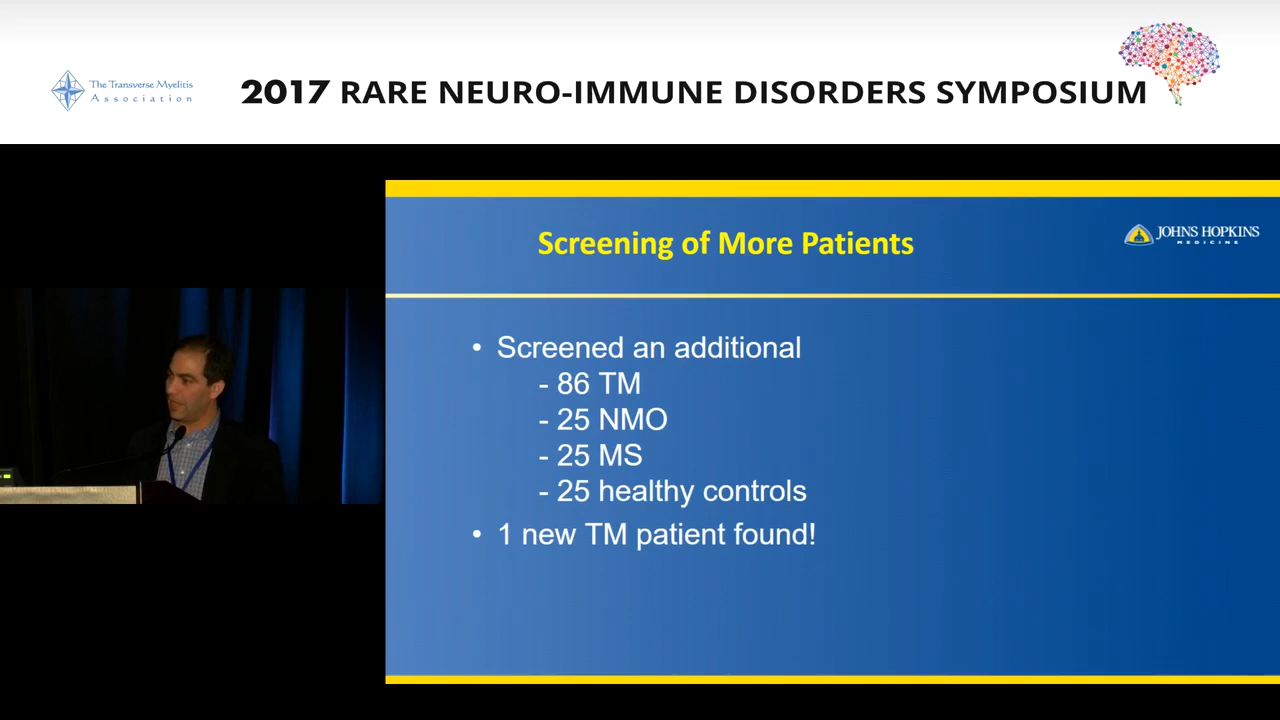 The Transverse Myelitis
Association
2017 RARE NEURO-IMMUNE DISORDERS SYMPOSIUM
Screening of More Patients
JOHNS HOPKINS
MEDICINE
• Screened an additional
- 86 TM
- 25 NMO
- 25 MS
- 25 healthy controls
• 1 new TM patient found!